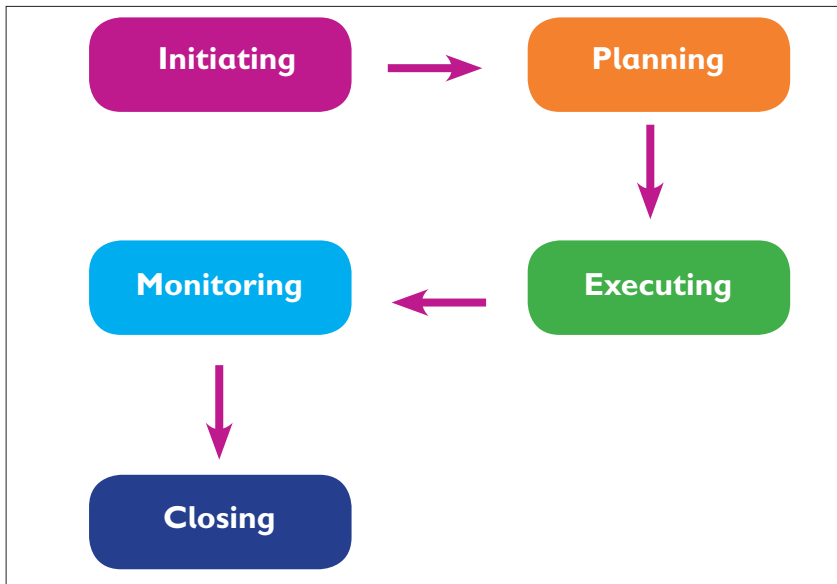 Initiating
Planning
Executing
Monitoring
Closing